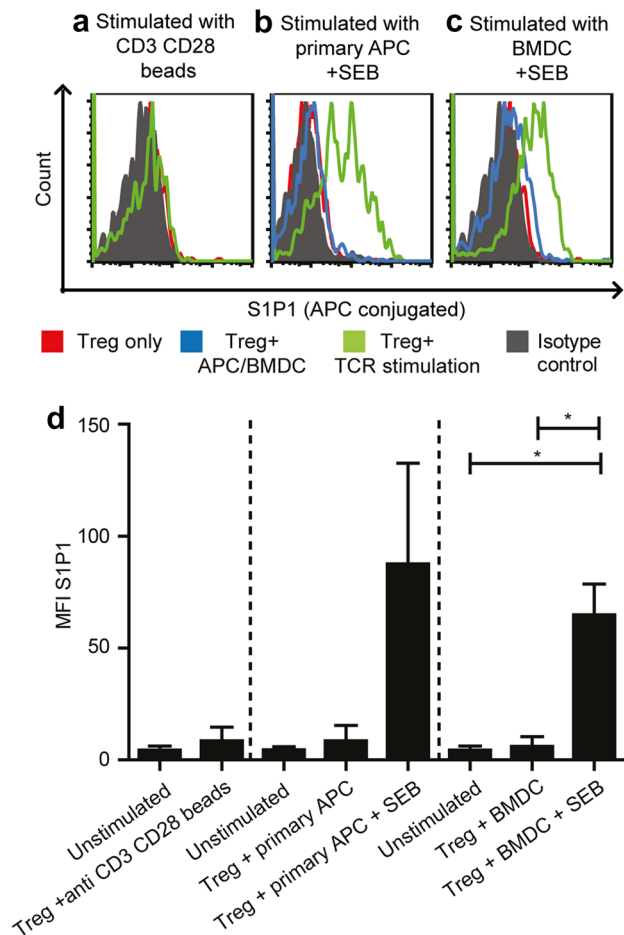 a Stimulated with
CD3 CD28
beads
b Stimulated with
primary APC
+SEB
c Stimulated with
BMDC
+SEB
Count
S1P1 (APC conjugated)
Treg only
Treg+
APC/BMDC
Treg+
TCR stimulation
Isotype
control
d
150
100
50
0
MFI S1P1
*
*
Unstimulated
Treg +anti CD3 CD28 beads
Unstimulated
Treg + primary APC
Treg + primary APC + SEB
Unstimulated
Treg + BMDC
Treg + BMDC + SEB